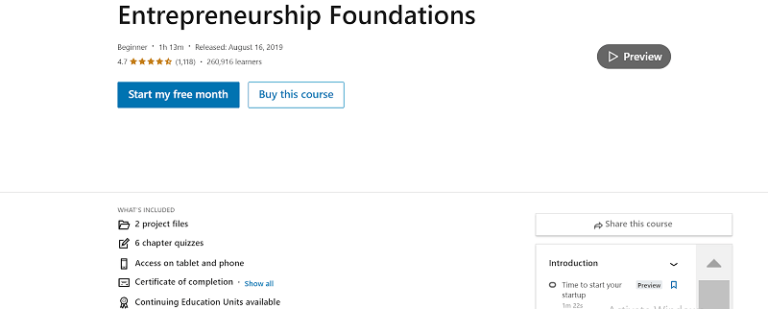 Entrepreneurship Foundations
Beginner • 1h 13m • Released: August 16, 2019
4.7 (1,118) • 260,916 learners
Preview
Start my free month
Buy this course
WHAT'S INCLUDED
2 project files
6 chapter quizzes
Access on tablet and phone
Certificate of completion • Show all
Continuing Education Units available
Share this course
Introduction
Time to start your Preview
startup
1m 22s